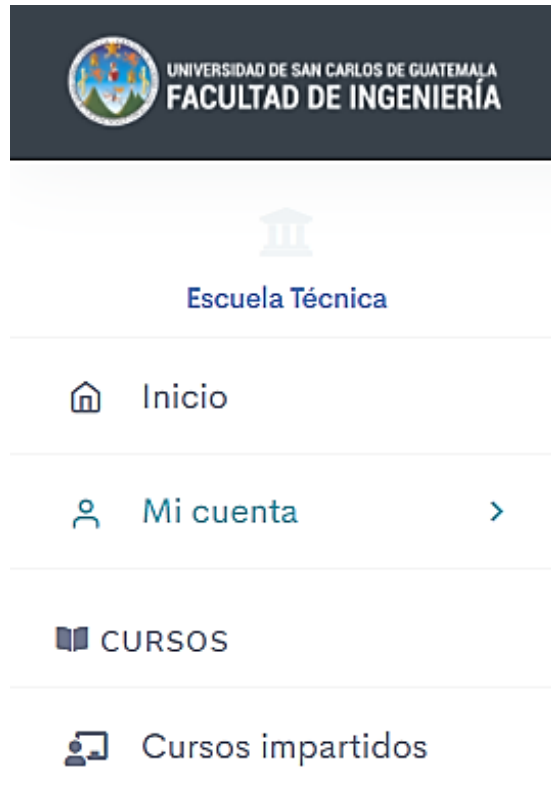 UNIVERSIDAD DE SAN CARLOS DE GUATEMALA
FACULTAD DE INGENIERÍA
Escuela Técnica
Inicio
Mi cuenta
CURSOS
Cursos impartidos